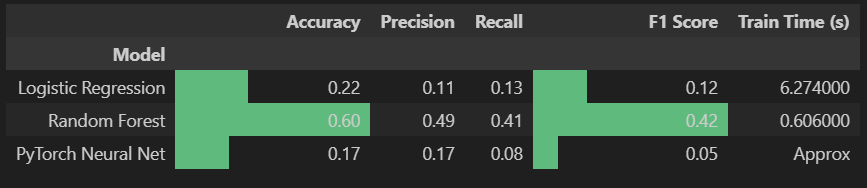 Accuracy Precision Recall F1 Score Train Time (s)
Model
Logistic Regression 0.22 0.11 0.13 0.12 6.274000
Random Forest 0.60 0.49 0.41 0.42 0.606000
PyTorch Neural Net 0.17 0.17 0.08 0.05 Approx